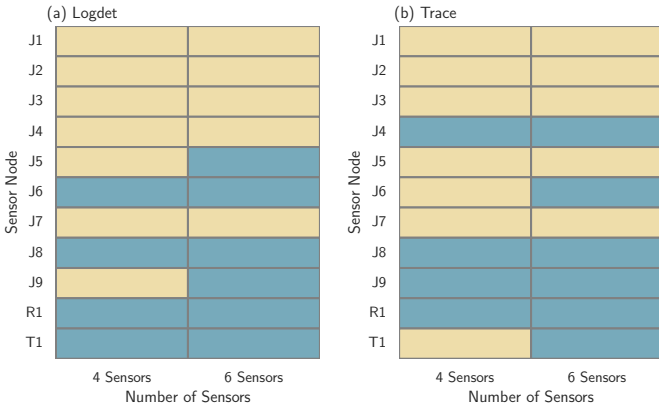 (a) Logdet
J1
J2
J3
J4
J5
J6
J7
J8
J9
R1
T1
Sensor Node
4 Sensors 6 Sensors
Number of Sensors
(b) Trace
J1
J2
J3
J4
J5
J6
J7
J8
J9
R1
T1
Sensor Node
4 Sensors 6 Sensors
Number of Sensors